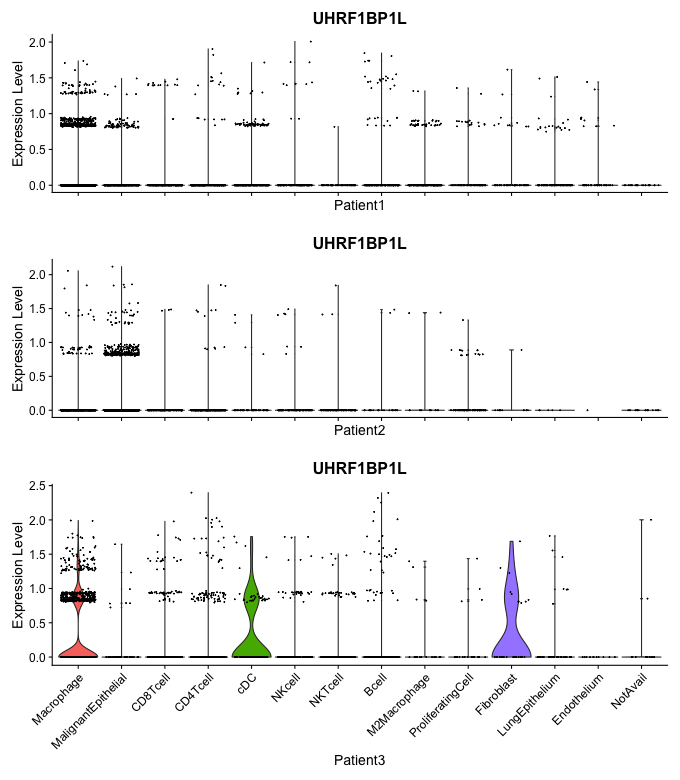 UHRF1BP1L
Expression Level
2.0
1.5
1.0
0.5
0.0
Patient1
UHRF1BP1L
Expression Level
2.0
1.5
1.0
0.5
0.0
Patient2
UHRF1BP1L
Expression Level
2.5
2.0
1.5
1.0
0.5
0.0
Macrophage
MalignantEpithelial
CD8Tcell
CD4Tcell
cDC
NKcell
NKTcell
Bcell
M2Macrophage
ProliferatingCell
Fibroblast
LungEpithelium
Endothelium
NotAvail
Patient3